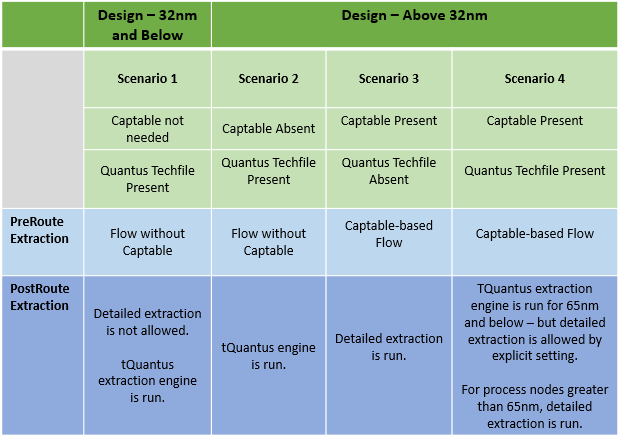 Design – 32nm
and Below
Design – Above 32nm
Scenario 1
Scenario 2
Scenario 3
Scenario 4
Captable not
needed
Captable Absent
Captable Present
Captable Present
Quantus Techfile
Present
Quantus Techfile
Present
Quantus Techfile
Absent
Quantus Techfile Present
PreRoute
Extraction
Flow without
Captable
Flow without
Captable
Captable-based
Flow
Captable-based Flow
PostRoute
Extraction
Detailed extraction
is not allowed.
tQuantus
extraction engine
is run.
tQuantus engine
is run.
Detailed extraction
is run.
TQuantus extraction
engine is run for 65nm
and below – but detailed
extraction is allowed by
explicit setting.
For process nodes greater
than 65nm, detailed
extraction is run.